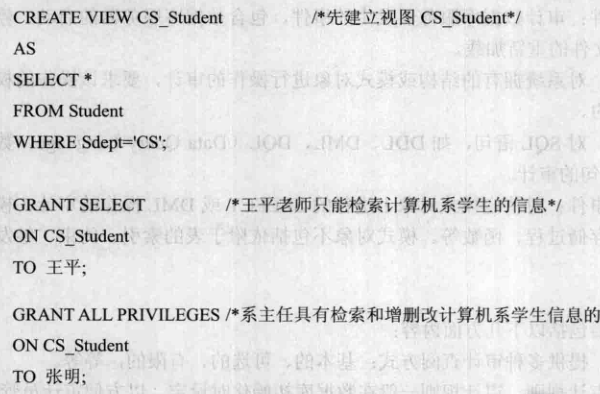 CREATE VIEW CS_Student /*先建立视图 CS_Student*/
AS
SELECT *
FROM Student
WHERE Sdept='CS';
GRANT SELECT /*王平老师只能检索计算机系学生的信息*/
ON CS_Student
TO 王平;
GRANT ALL PRIVILEGES /*系主任具有检索和增删改计算机系学生信息的
ON CS_Student
TO 张明;